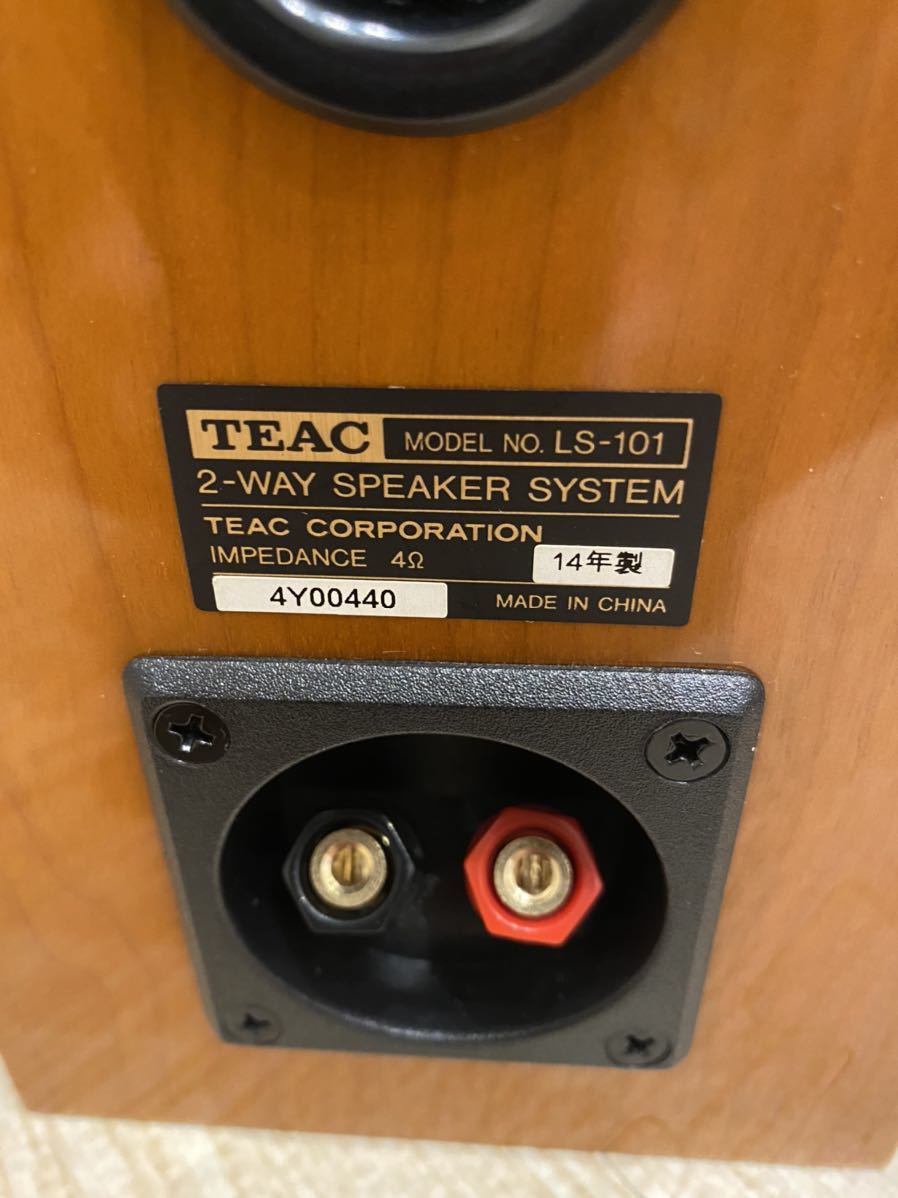 TEAC MODEL NO. LS-101
2-WAY SPEAKER SYSTEM
TEAC CORPORATION
IMPEDANCE 4Ω 14年製
4Y00440 MADE IN CHINA